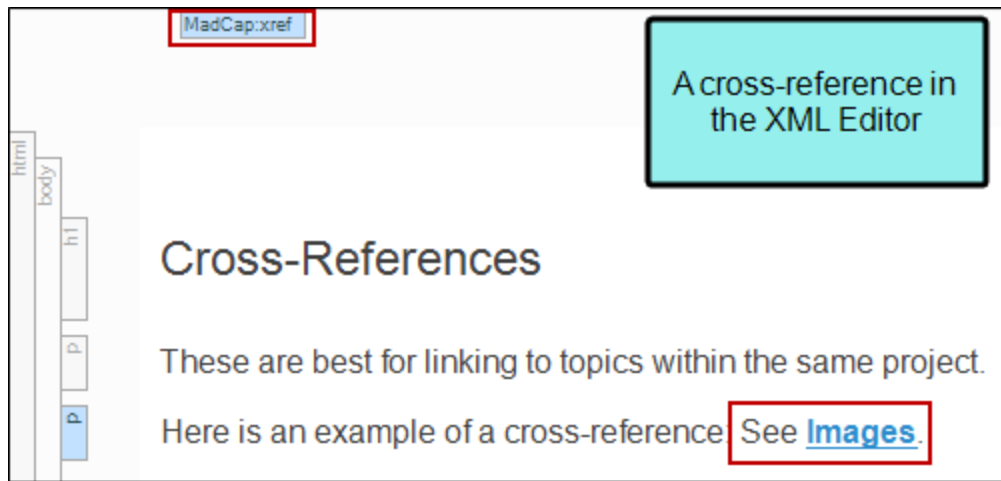 MadCap:xref
A cross-reference in
the XML Editor
html
body
h1
Cross-References
p
These are best for linking to topics within the same project.
p
Here is an example of a cross-reference: See Images.